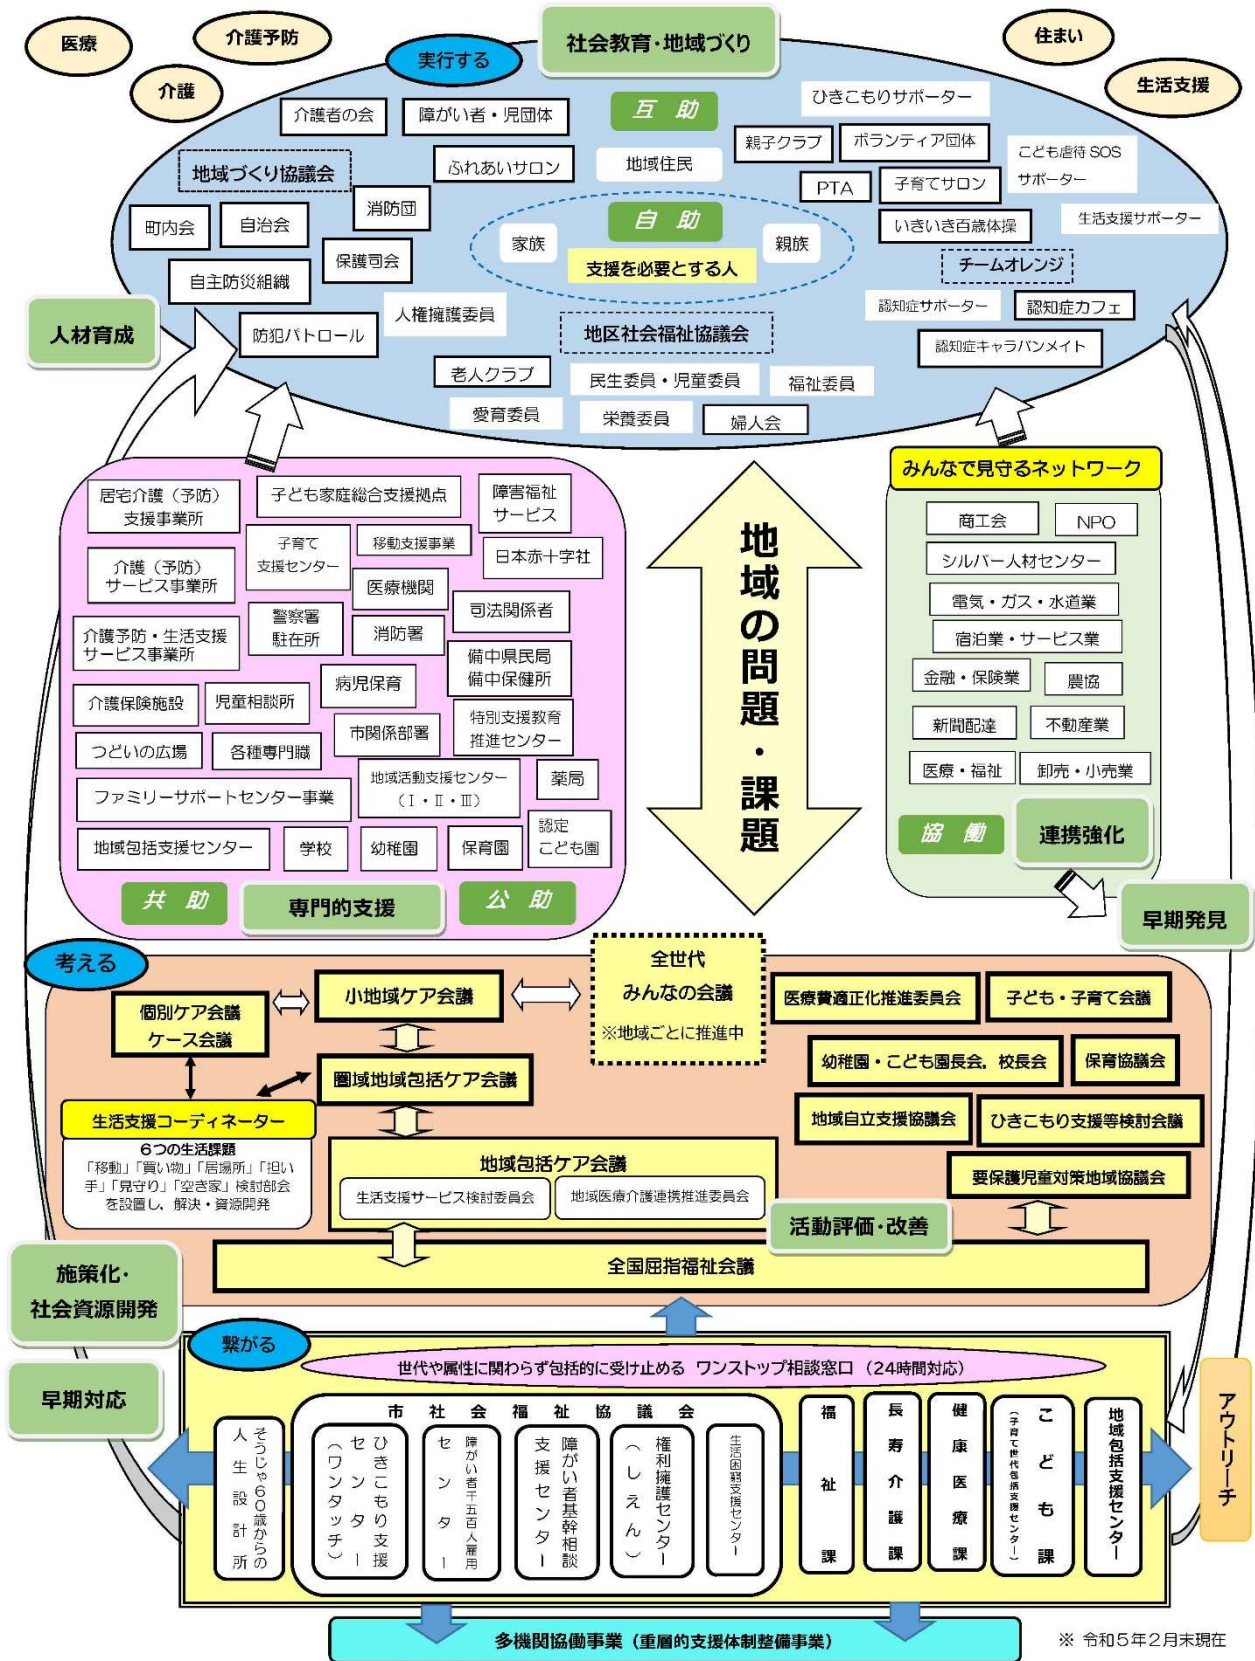 医療
介護予防
介護
実行する
社会教育・地域づくり
住まい
生活支援
介護者の会
障がい者・児団体
互 助
ひきこもりサポーター
地域づくり協議会
ふれあいサロン
地域住民
親子クラブ
ボランティア団体
こども虐待SOS
サポーター
PTA
子育てサロン
町内会
自治会
消防団
自 助
いきいき百歳体操
生活支援サポーター
家族
親族
支援を必要とする人
保護司会
自主防災組織
チームオレンジ
人権擁護委員
認知症サポーター
認知症カフェ
人材育成
防犯パトロール
地区社会福祉協議会
認知症キャラバンメイト
老人クラブ
民生委員・児童委員
福祉委員
愛育委員
栄養委員
婦人会
居宅介護（予防）
支援事業所
子ども家庭総合支援拠点
障害福祉
サービス
介護（予防）
サービス事業所
子育て
支援センター
移動支援事業
日本赤十字社
医療機関
警察署
駐在所
司法関係者
介護予防・生活支援
サービス事業所
消防署
備中県民局
備中保健所
介護保険施設
児童相談所
病児保育
つどいの広場
各種専門職
市関係部署
特別支援教育
推進センター
ファミリーサポートセンター事業
地域活動支援センター
（Ⅰ・Ⅱ・Ⅲ）
薬局
地域包括支援センター
学校
幼稚園
保育園
認定
こども園
共 助
専門的支援
公 助
地域の問題・課題
みんなで見守るネットワーク
商工会
NPO
シルバー人材センター
電気・ガス・水道業
宿泊業・サービス業
金融・保険業
農協
新聞配達
不動産業
医療・福祉
卸売・小売業
協 働
連携強化
早期発見
考える
個別ケア会議
ケース会議
小地域ケア会議
全世代
みんなの会議
※地域ごとに推進中
医療費適正化推進委員会
子ども・子育て会議
圏域地域包括ケア会議
幼稚園・こども園長会，校長会
保育協議会
生活支援コーディネーター
6つの生活課題
「移動」「買い物」「居場所」「担い
手」「見守り」「空き家」検討部会
を設置し，解決・資源開発
地域自立支援協議会
ひきこもり支援等検討会議
地域包括ケア会議
生活支援サービス検討委員会
地域医療介護連携推進委員会
要保護児童対策地域協議会
活動評価・改善
全国屈指福祉会議
施策化・
社会資源開発
早期対応
繋がる
世代や属性に関わらず包括的に受け止める ワンストップ相談窓口（24時間対応）
そうじゃ60歳からの
人生設計所
市社会福祉協議会
ひきこもり支援
センター
（ワンタッチ）
障がい者千五百人雇用
センター
障がい者基幹相談
支援センター
権利擁護センター
（しえん）
生活困窮支援センター
福祉課
長寿介護課
健康医療課
こども課
（子育て世代包括支援センター）
地域包括支援センター
アウトリーチ
多機関協働事業（重層的支援体制整備事業）
※ 令和5年2月末現在